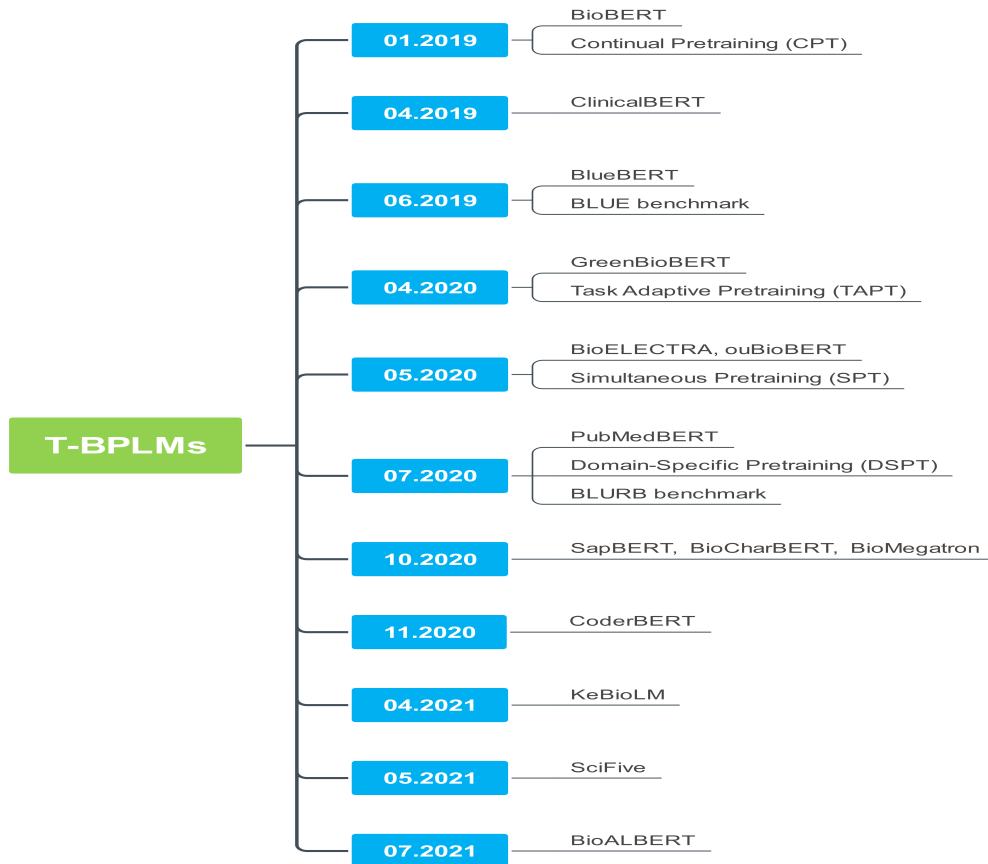 T-BPLMs
01.2019
BioBERT
Continual Pretraining (CPT)
04.2019
ClinicalBERT
06.2019
BlueBERT
BLUE benchmark
04.2020
GreenBioBERT
Task Adaptive Pretraining (TAPT)
05.2020
BioELECTRA, ouBioBERT
Simultaneous Pretraining (SPT)
07.2020
PubMedBERT
Domain-Specific Pretraining (DSPT)
BLURB benchmark
10.2020
SapBERT, BioCharBERT, BioMegatron
11.2020
CoderBERT
04.2021
KeBioLM
05.2021
SciFive
07.2021
BioALBERT